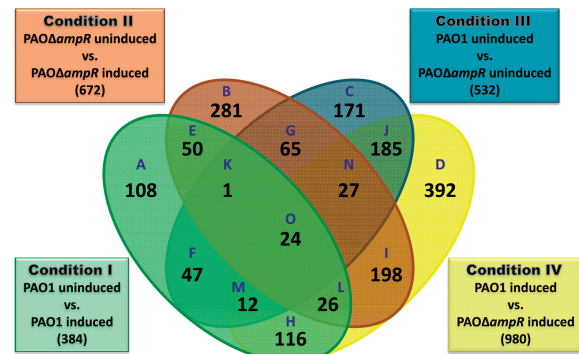 Condition II
PAOΔampR uninduced
vs.
PAOΔampR induced
(672)
Condition III
PAO1 uninduced
vs.
PAOΔampR uninduced
(532)
B
281
C
171
E
50
G
65
J
185
A
108
K
1
N
27
D
392
O
24
F
47
I
198
M
12
L
26
H
116
Condition I
PAO1 uninduced
vs.
PAO1 induced
(384)
Condition IV
PAO1 induced
vs.
PAOΔampR induced
(980)